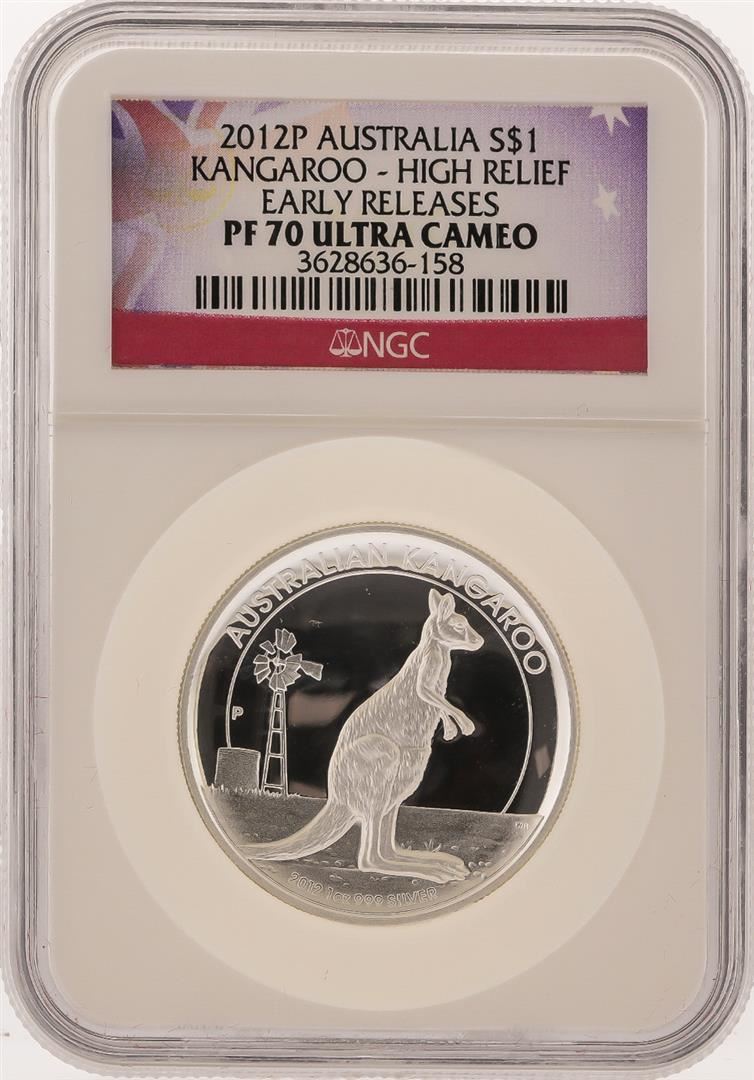 2012P AUSTRALIA S$1
KANGAROO - HIGH RELIEF
EARLY RELEASES
PF 70 ULTRA CAMEO
3628636-158
NGC
AUSTRALIAN KANGAROO
P
2012 1oz 999 SILVER